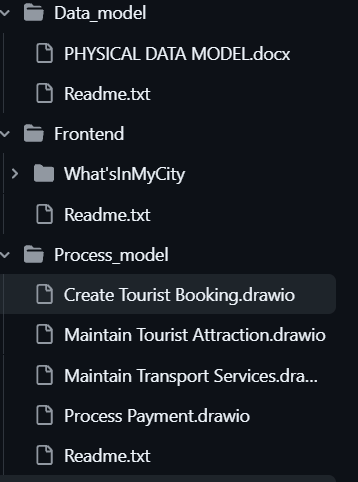 Data_model
PHYSICAL DATA MODEL.docx
Readme.txt
Frontend
What'sInMyCity
Readme.txt
Process_model
Create Tourist Booking.drawio
Maintain Tourist Attraction.drawio
Maintain Transport Services.dra...
Process Payment.drawio
Readme.txt